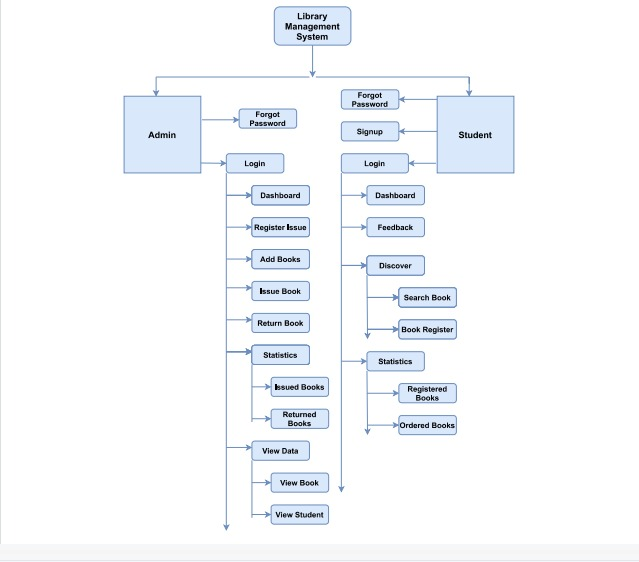 Library
Management
System
Admin
Forgot
Password
Login
Dashboard
Register Issue
Add Books
Issue Book
Return Book
Statistics
Issued Books
Returned
Books
View Data
View Book
View Student
Student
Forgot
Password
Signup
Login
Dashboard
Feedback
Discover
Search Book
Book Register
Statistics
Registered
Books
Ordered Books